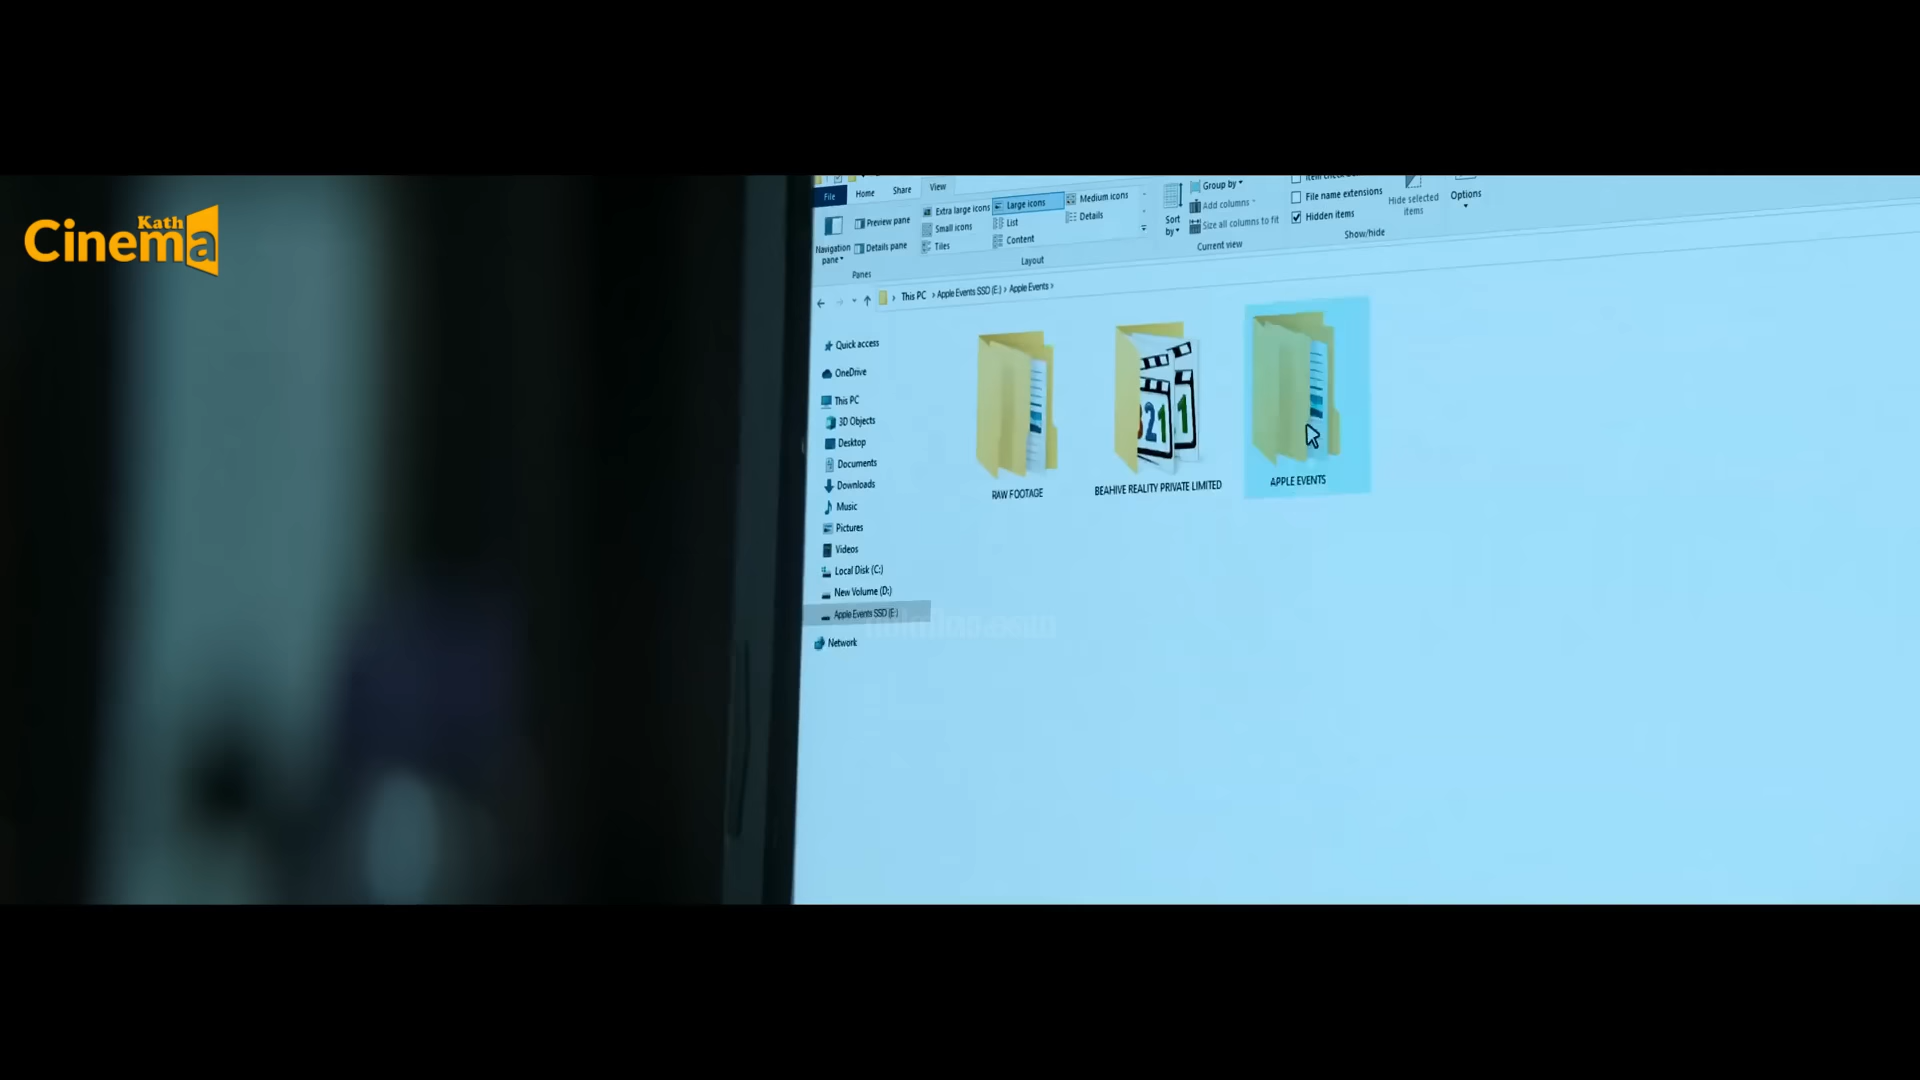 Kath
Cinema
File
Home
Share
View
Navigation
pane
Preview pane
Details pane
Panes
Extra large icons
Large icons
Medium icons
Small icons
List
Details
Tiles
Content
Layout
Sort
by
Group by
Add columns
Size all columns to fit
Current view
File name extensions
Hidden items
Show/hide
Hide selected
items
Options
This PC > Apple Events SSD (E:) > Apple Events >
Quick access
OneDrive
This PC
3D Objects
Desktop
Documents
Downloads
Music
Pictures
Videos
Local Disk (C:)
New Volume (D:)
Apple Events SSD (E:)
Network
RAW FOOTAGE
BEAHIVE REALITY PRIVATE LIMITED
APPLE EVENTS